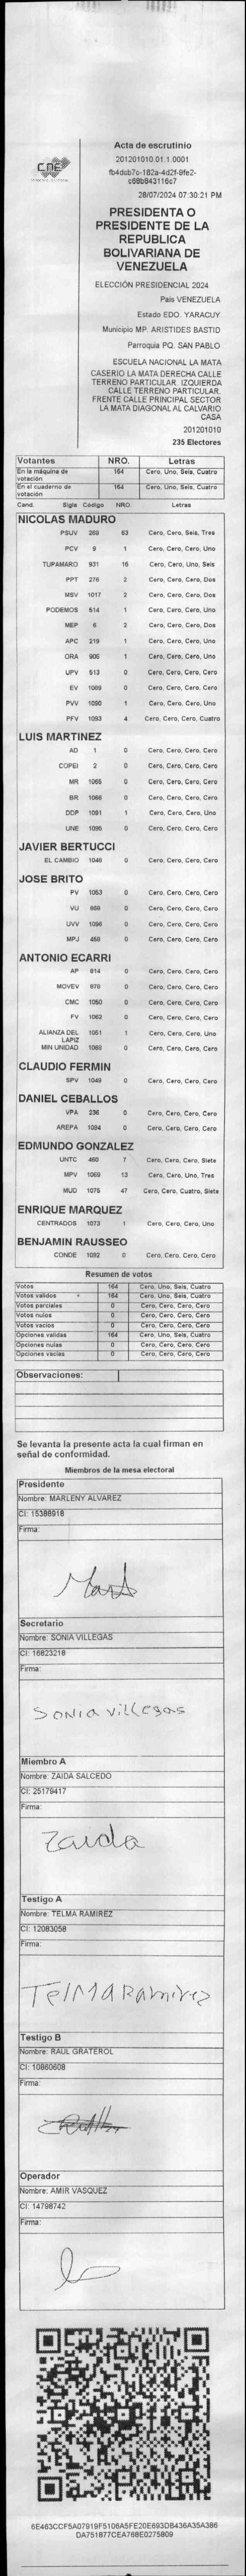 CNE
Acta de escrutinio
201201010.01.1.0001
fb4dcb7c-182a-4d2f-9fe2-
c68b843116c7
28/07/2024 07:30:21 PM
PRESIDENTA O
PRESIDENTE DE LA
REPUBLICA
BOLIVARIANA DE
VENEZUELA
ELECCIÓN PRESIDENCIAL 2024
País VENEZUELA
Estado EDO. YARACUY
Municipio MP. ARISTIDES BASTID
Parroquia PQ. SAN PABLO
ESCUELA NACIONAL LA MATA
CASERIO LA MATA DERECHA CALLE
TERRENO PARTICULAR. IZQUIERDA
CALLE TERRENO PARTICULAR.
FRENTE CALLE PRINCIPAL SECTOR
LA MATA DIAGONAL AL CALVARIO
CASA
201201010
235 Electores
Votantes NRO. Letras
En la máquina de votación 164 Cero, Uno, Seis, Cuatro
En el cuaderno de votación 164 Cero, Uno, Seis, Cuatro
Cand. Sigla Código NRO. Letras
NICOLAS MADURO
PSUV 269 63 Cero, Cero, Seis, Tres
PCV 9 1 Cero, Cero, Cero, Uno
TUPAMARO 931 16 Cero, Cero, Uno, Seis
PPT 276 2 Cero, Cero, Cero, Dos
MSV 1017 2 Cero, Cero, Cero, Dos
PODEMOS 514 1 Cero, Cero, Cero, Uno
MEP 6 2 Cero, Cero, Cero, Dos
APC 219 1 Cero, Cero, Cero, Uno
ORA 906 1 Cero, Cero, Cero, Uno
UPV 513 0 Cero, Cero, Cero, Cero
EV 1089 0 Cero, Cero, Cero, Cero
PVV 1090 1 Cero, Cero, Cero, Uno
PFV 1093 4 Cero, Cero, Cero, Cuatro
LUIS MARTINEZ
AD 1 0 Cero, Cero, Cero, Cero
COPEI 2 0 Cero, Cero, Cero, Cero
MR 1065 0 Cero, Cero, Cero, Cero
BR 1066 0 Cero, Cero, Cero, Cero
DDP 1091 1 Cero, Cero, Cero, Uno
UNE 1095 0 Cero, Cero, Cero, Cero
JAVIER BERTUCCI
EL CAMBIO 1048 0 Cero, Cero, Cero, Cero
JOSE BRITO
PV 1053 0 Cero, Cero, Cero, Cero
VU 869 0 Cero, Cero, Cero, Cero
UVV 1096 0 Cero, Cero, Cero, Cero
MPJ 458 0 Cero, Cero, Cero, Cero
ANTONIO ECARRI
AP 814 0 Cero, Cero, Cero, Cero
MOVEV 978 0 Cero, Cero, Cero, Cero
CMC 1050 0 Cero, Cero, Cero, Cero
FV 1062 0 Cero, Cero, Cero, Cero
ALIANZA DEL LAPIZ 1051 1 Cero, Cero, Cero, Uno
MIN UNIDAD 1068 0 Cero, Cero, Cero, Cero
CLAUDIO FERMIN
SPV 1049 0 Cero, Cero, Cero, Cero
DANIEL CEBALLOS
VPA 236 0 Cero, Cero, Cero, Cero
AREPA 1094 0 Cero, Cero, Cero, Cero
EDMUNDO GONZALEZ
UNTC 460 7 Cero, Cero, Cero, Siete
MPV 1069 13 Cero, Cero, Uno, Tres
MUD 1075 47 Cero, Cero, Cuatro, Siete
ENRIQUE MARQUEZ
CENTRADOS 1073 1 Cero, Cero, Cero, Uno
BENJAMIN RAUSSEO
CONDE 1092 0 Cero, Cero, Cero, Cero
Resumen de votos
Votos 164 Cero, Uno, Seis, Cuatro
Votos validos 164 Cero, Uno, Seis, Cuatro
Votos parciales 0 Cero, Cero, Cero, Cero
Votos nulos 0 Cero, Cero, Cero, Cero
Votos vacios 0 Cero, Cero, Cero, Cero
Opciones validas 164 Cero, Uno, Seis, Cuatro
Opciones nulas 0 Cero, Cero, Cero, Cero
Opciones vacias 0 Cero, Cero, Cero, Cero
Observaciones:
Se levanta la presente acta la cual firman en
señal de conformidad.
Miembros de la mesa electoral
Presidente
Nombre: MARLENY ALVAREZ
CI: 15388918
Firma:
Secretario
Nombre: SONIA VILLEGAS
CI: 16823218
Firma:
Sonia villegas
Miembro A
Nombre: ZAIDA SALCEDO
CI: 25179417
Firma:
Zaida
Testigo A
Nombre: TELMA RAMIREZ
CI: 12083058
Firma:
Telma Ramirez
Testigo B
Nombre: RAUL GRATEROL
CI: 10860608
Firma:
Operador
Nombre: AMIR VASQUEZ
CI: 14798742
Firma:
6E463CCF5A07919F5106A5FE20E693DB436A35A386
DA751877CEA768E0275809